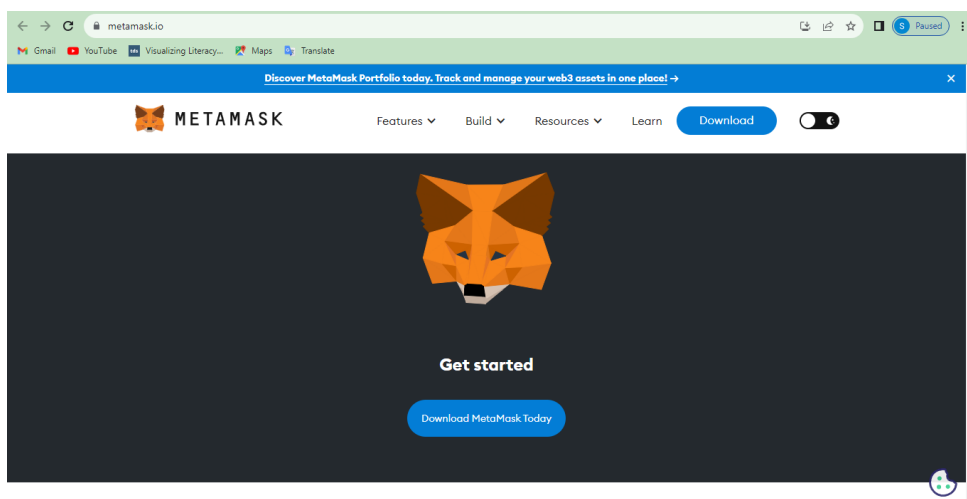 metamask.io
S Paused
Gmail YouTube Visualizing Literacy... Maps Translate
Discover MetaMask Portfolio today. Track and manage your web3 assets in one place! →
METAMASK Features Build Resources Learn Download
Get started
Download MetaMask Today